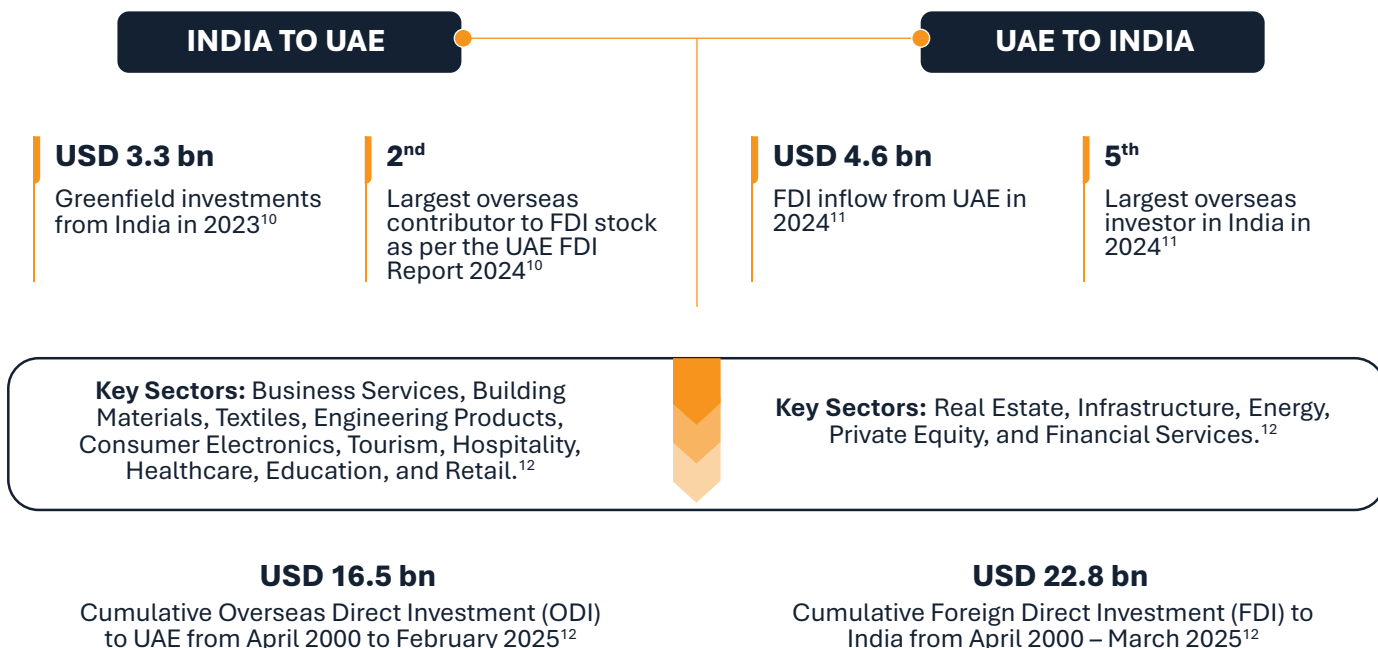 INDIA TO UAE
UAE TO INDIA
USD 3.3 bn
Greenfield investments
from India in 2023¹⁰
2ⁿᵈ
Largest overseas
contributor to FDI stock
as per the UAE FDI
Report 2024¹⁰
USD 4.6 bn
FDI inflow from UAE in
2024¹¹
5ᵗʰ
Largest overseas
investor in India in
2024¹¹
Key Sectors: Business Services, Building
Materials, Textiles, Engineering Products,
Consumer Electronics, Tourism, Hospitality,
Healthcare, Education, and Retail.¹²
Key Sectors: Real Estate, Infrastructure, Energy,
Private Equity, and Financial Services.¹²
USD 16.5 bn
Cumulative Overseas Direct Investment (ODI)
to UAE from April 2000 to February 2025¹²
USD 22.8 bn
Cumulative Foreign Direct Investment (FDI) to
India from April 2000 – March 2025¹²